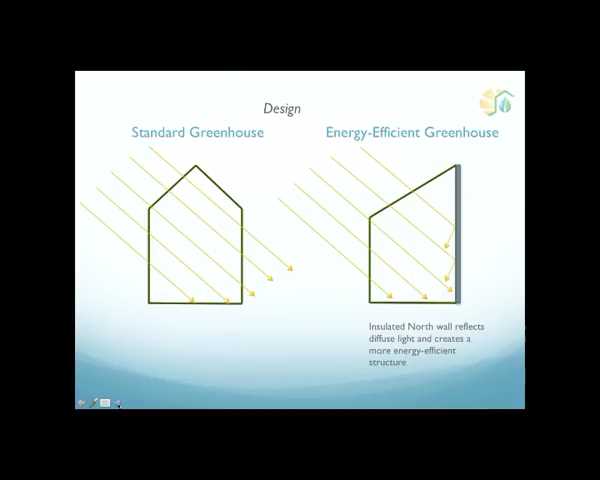 Design
Standard Greenhouse
Energy-Efficient Greenhouse
Insulated North wall reflects
diffuse light and creates a
more energy-efficient
structure